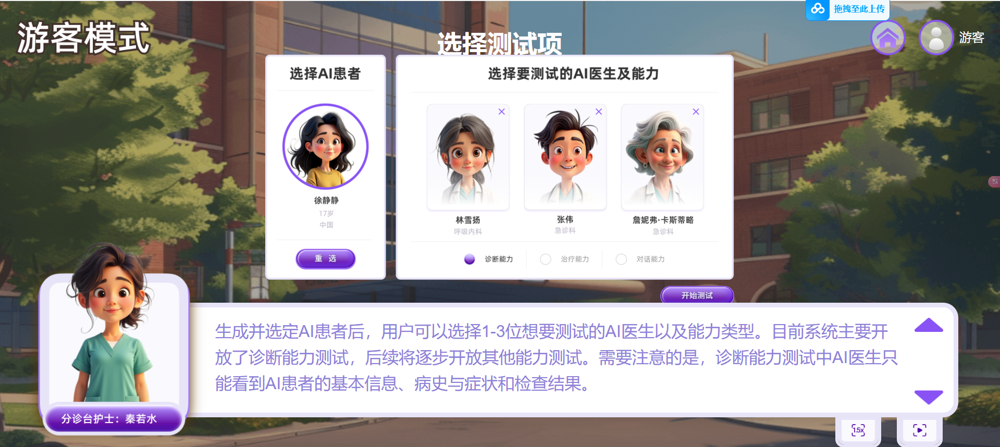 拖拽至此上传
游客模式
选择测试项
游客
选择AI患者
选择要测试的AI医生及能力
徐静静
17岁
中国
重 选
林雪扬
呼吸内科
张伟
急诊科
詹妮弗·卡斯蒂略
急诊科
诊断能力
治疗能力
对话能力
开始测试
生成并选定AI患者后，用户可以选择1-3位想要测试的AI医生以及能力类型。目前系统主要开
放了诊断能力测试，后续将逐步开放其他能力测试。需要注意的是，诊断能力测试中AI医生只
能看到AI患者的基本信息、病史与症状和检查结果。
分诊台护士：秦若水
1.5x